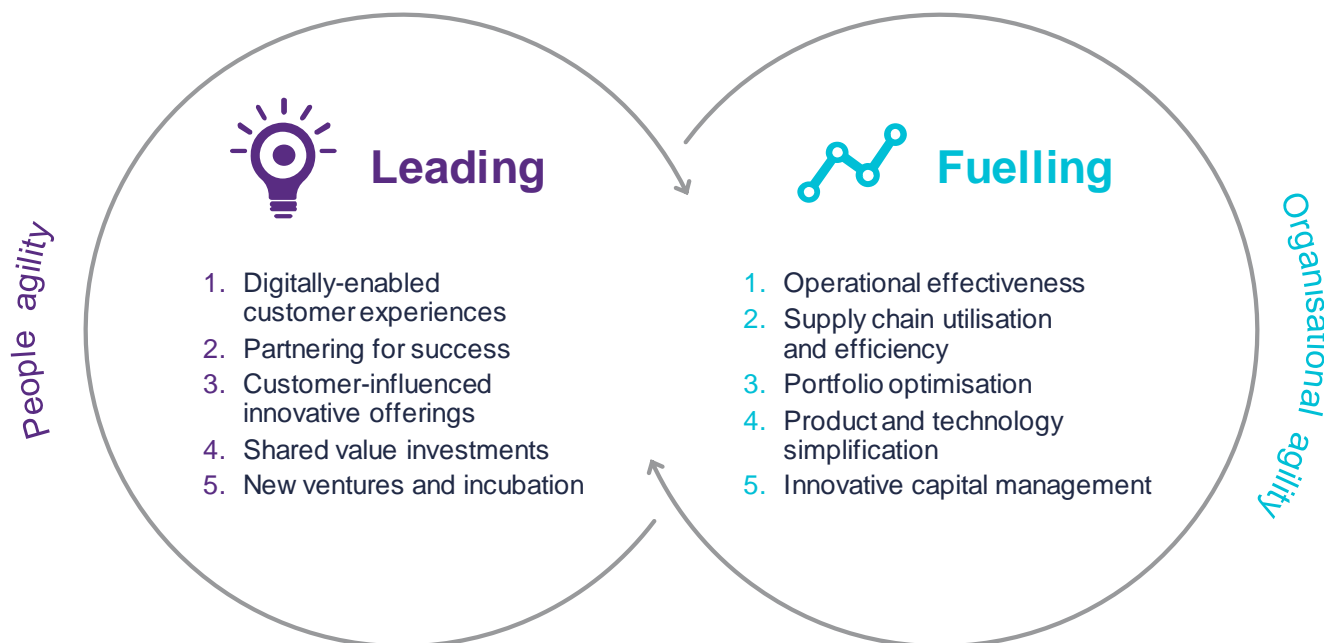 People agility
Leading
1. Digitally-enabled
customer experiences
2. Partnering for success
3. Customer-influenced
innovative offerings
4. Shared value investments
5. New ventures and incubation
Fuelling
1. Operational effectiveness
2. Supply chain utilisation
and efficiency
3. Portfolio optimisation
4. Product and technology
simplification
5. Innovative capital management
Organisational agility